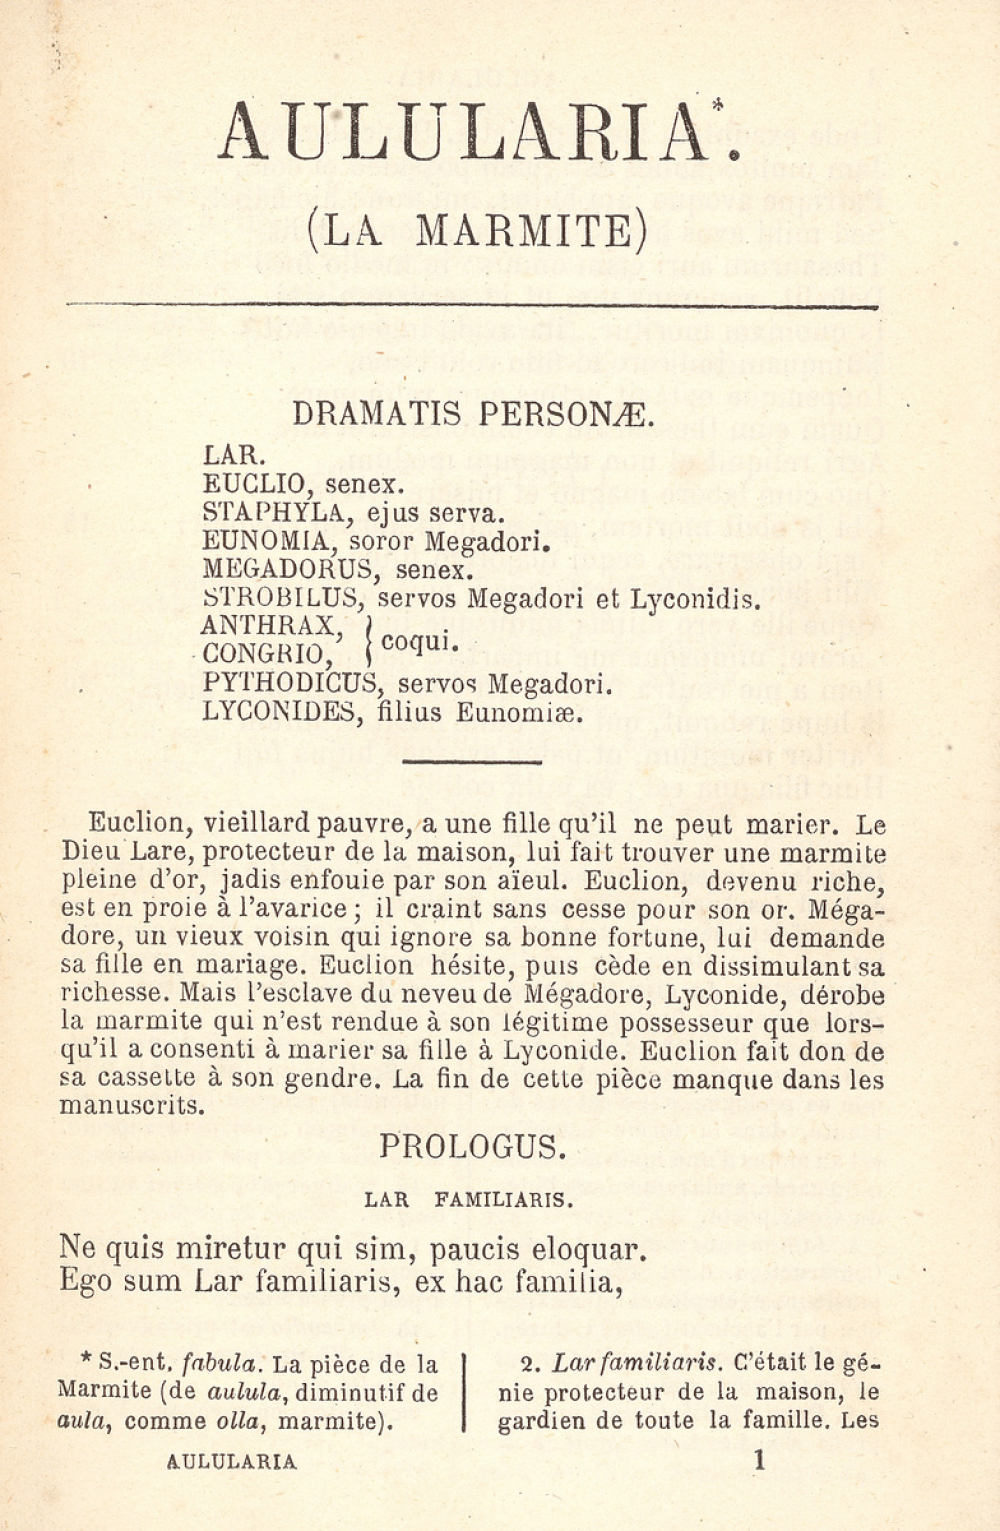 AULULARIA*.
(LA MARMITE)
DRAMATIS PERSONÆ.
LAR.
EUCLIO, senex.
STAPHYLA, ejus serva.
EUNOMIA, soror Megadori.
MEGADORUS, senex.
STROBILUS, servos Megadori et Lyconidis.
ANTHRAX,
CONGRIO,
coqui.
PYTHODICUS, servos Megadori.
LYCONIDES, filius Eunomiæ.
Euclion, vieillard pauvre, a une fille qu'il ne peut marier. Le
Dieu Lare, protecteur de la maison, lui fait trouver une marmite
pleine d'or, jadis enfouie par son aïeul. Euclion, devenu riche,
est en proie à l'avarice ; il craint sans cesse pour son or. Méga-
dore, un vieux voisin qui ignore sa bonne fortune, lui demande
sa fille en mariage. Euclion hésite, puis cède en dissimulant sa
richesse. Mais l'esclave du neveu de Mégadore, Lyconide, dérobe
la marmite qui n'est rendue à son légitime possesseur que lors-
qu'il a consenti à marier sa fille à Lyconide. Euclion fait don de
sa cassette à son gendre. La fin de cette pièce manque dans les
manuscrits.
PROLOGUS.
LAR FAMILIARIS.
Ne quis miretur qui sim, paucis eloquar.
Ego sum Lar familiaris, ex hac familia,
* S.-ent. fabula. La pièce de la
Marmite (de aulula, diminutif de
aula, comme olla, marmite).
2. Lar familiaris. C'était le gé-
nie protecteur de la maison, le
gardien de toute la famille. Les
AULULARIA
1